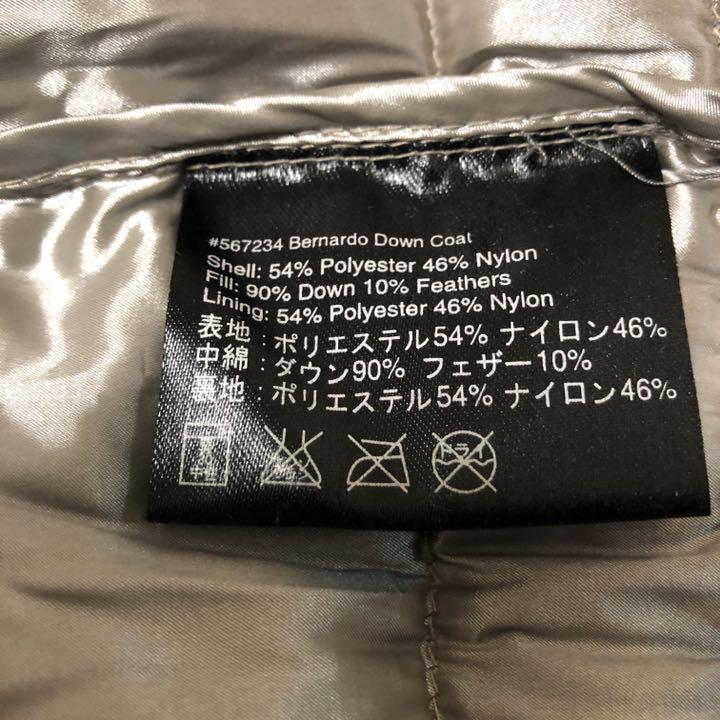 #567234 Bernardo Down Coat
Shell: 54% Polyester 46% Nylon
Fill: 90% Down 10% Feathers
Lining: 54% Polyester 46% Nylon
表地：ポリエステル54% ナイロン46%
中綿：ダウン90% フェザー10%
裏地：ポリエステル54% ナイロン46%
ドライ